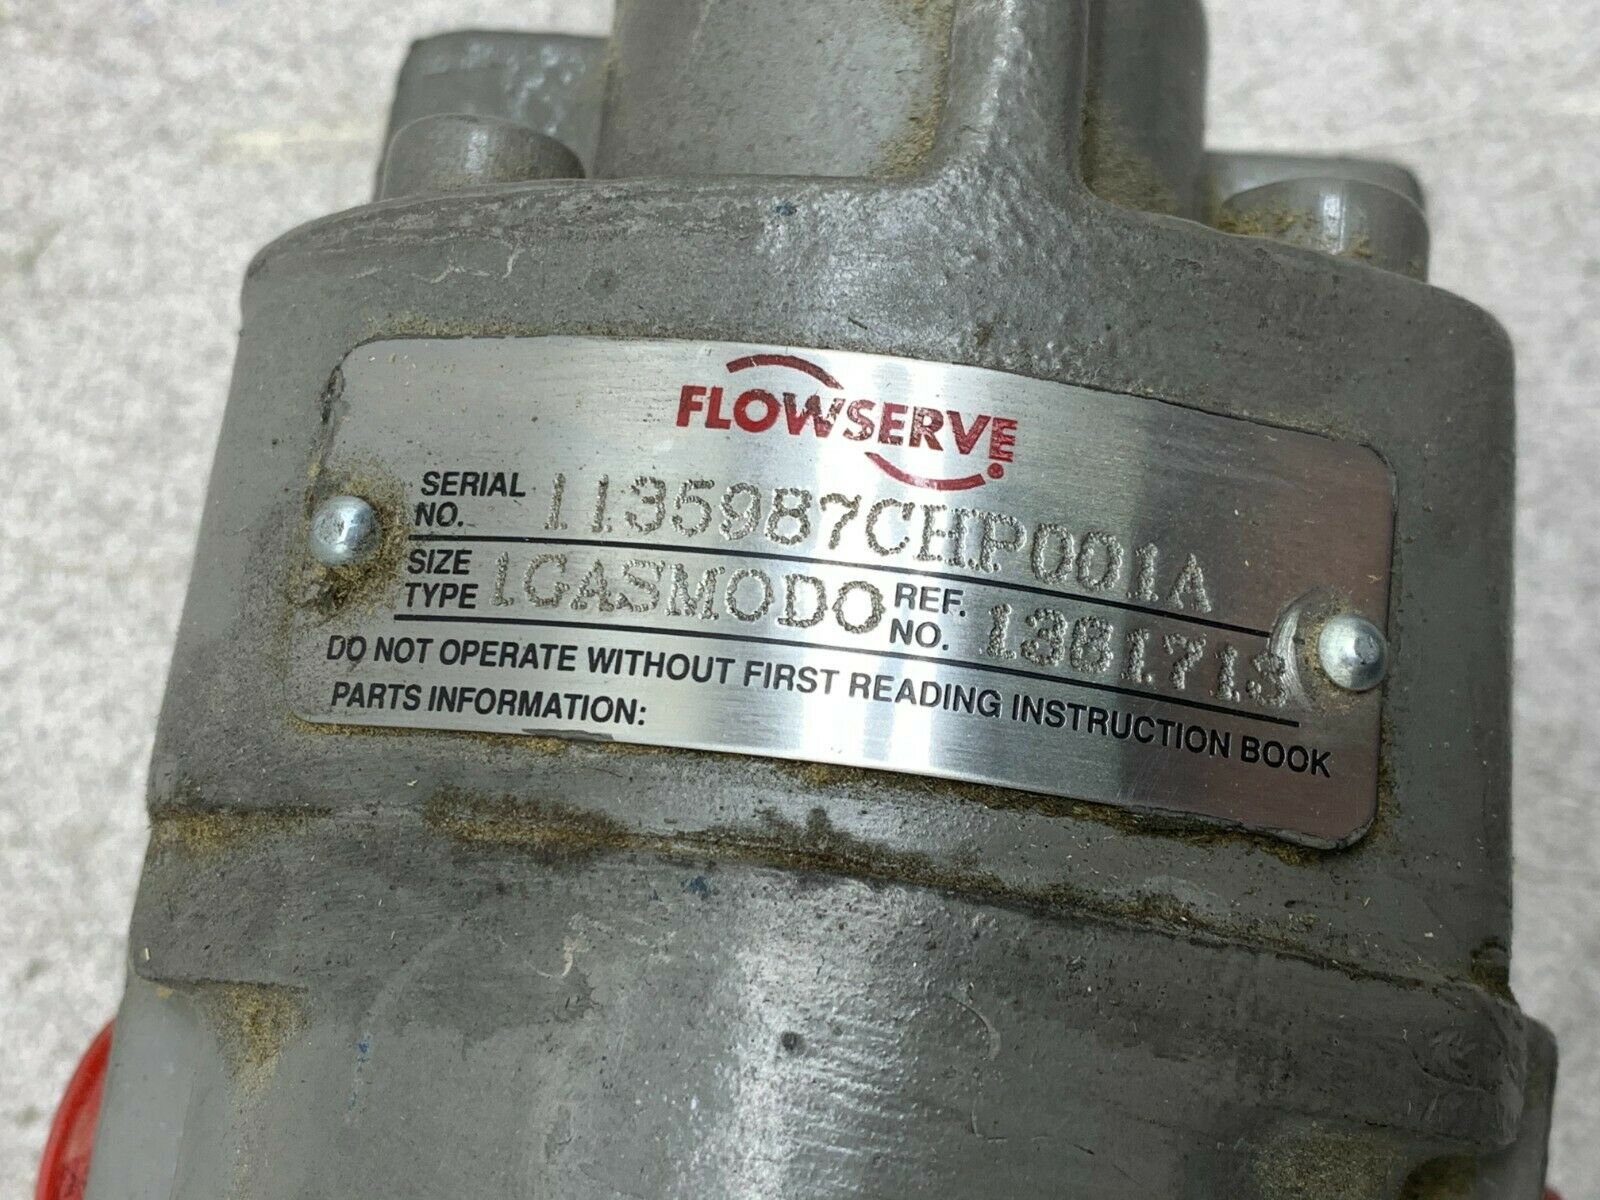 FLOWSERVE
SERIAL NO. 1135987CHP001A
SIZE TYPE 1GASMODO REF. NO. 1381713
DO NOT OPERATE WITHOUT FIRST READING INSTRUCTION BOOK
PARTS INFORMATION: